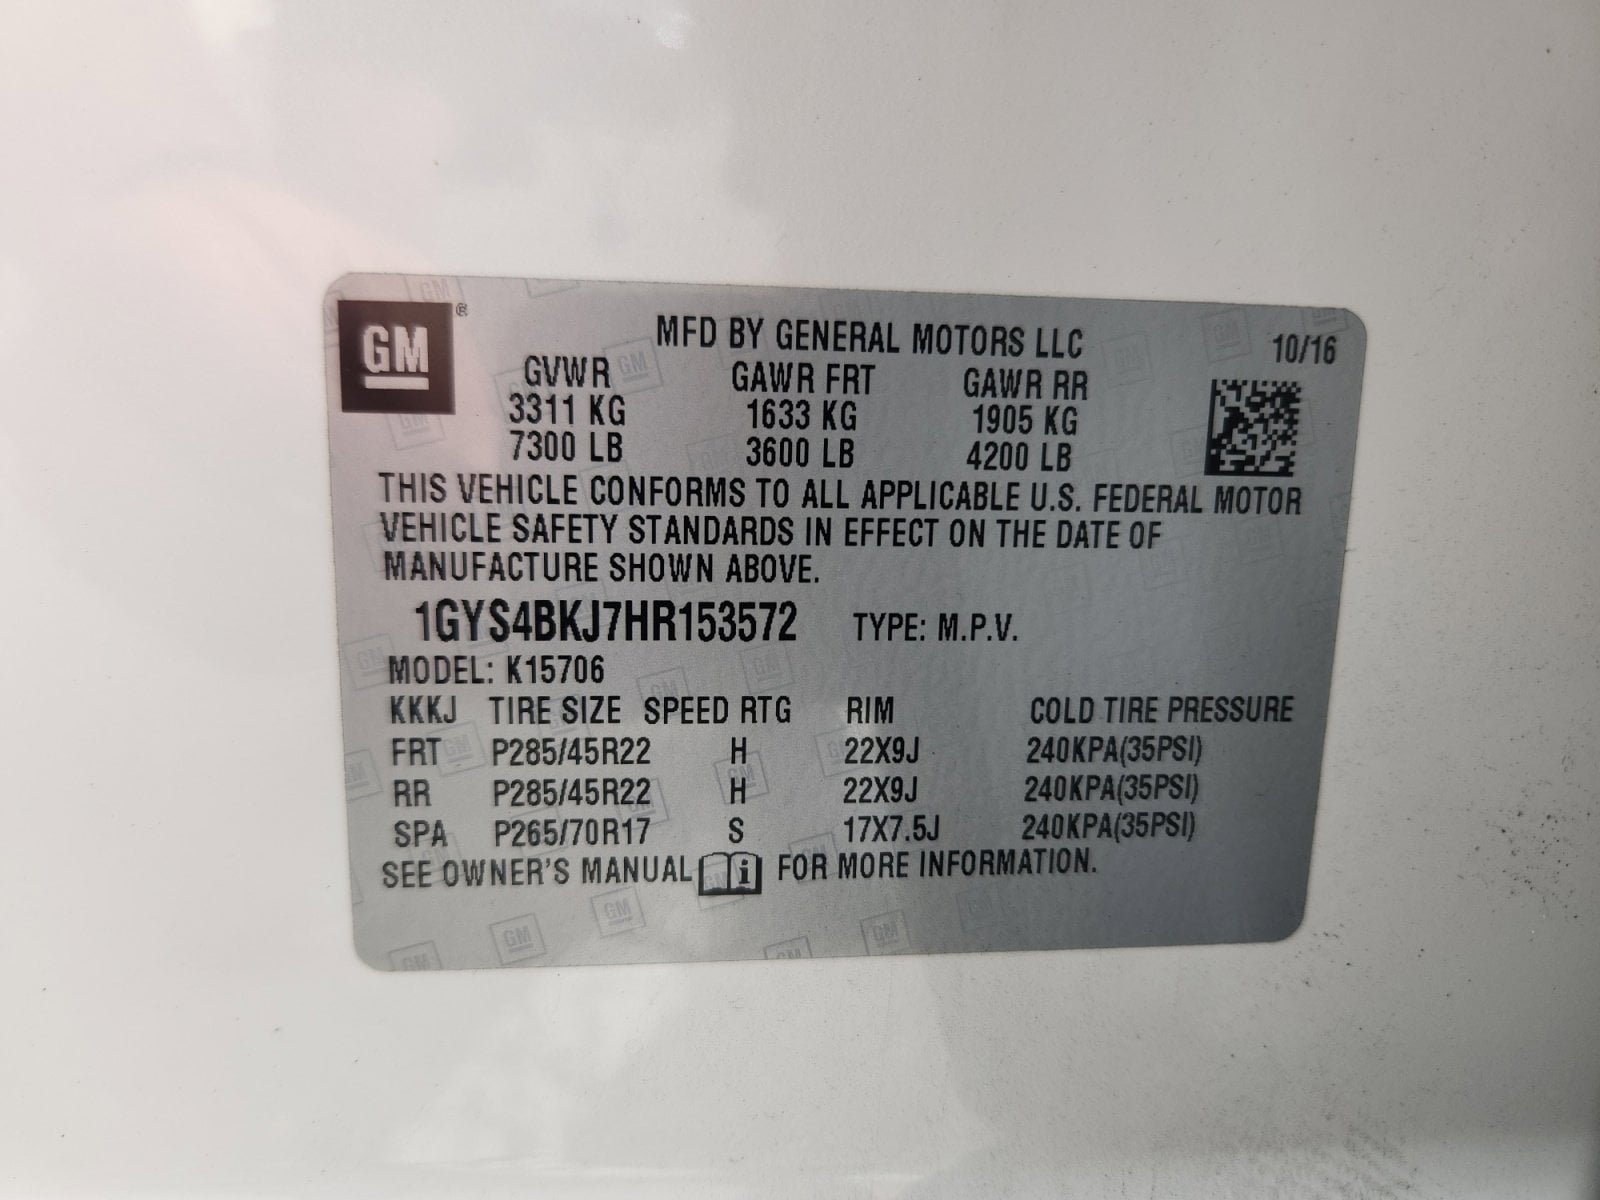 GM ®
MFD BY GENERAL MOTORS LLC 10/16
GVWR GAWR FRT GAWR RR
3311 KG 1633 KG 1905 KG
7300 LB 3600 LB 4200 LB
THIS VEHICLE CONFORMS TO ALL APPLICABLE U.S. FEDERAL MOTOR
VEHICLE SAFETY STANDARDS IN EFFECT ON THE DATE OF
MANUFACTURE SHOWN ABOVE.
1GYS4BKJ7HR153572 TYPE: M.P.V.
MODEL: K15706
KKKJ TIRE SIZE SPEED RTG RIM COLD TIRE PRESSURE
FRT P285/45R22 H 22X9J 240KPA(35PSI)
RR P285/45R22 H 22X9J 240KPA(35PSI)
SPA P265/70R17 S 17X7.5J 240KPA(35PSI)
SEE OWNER'S MANUAL i FOR MORE INFORMATION.